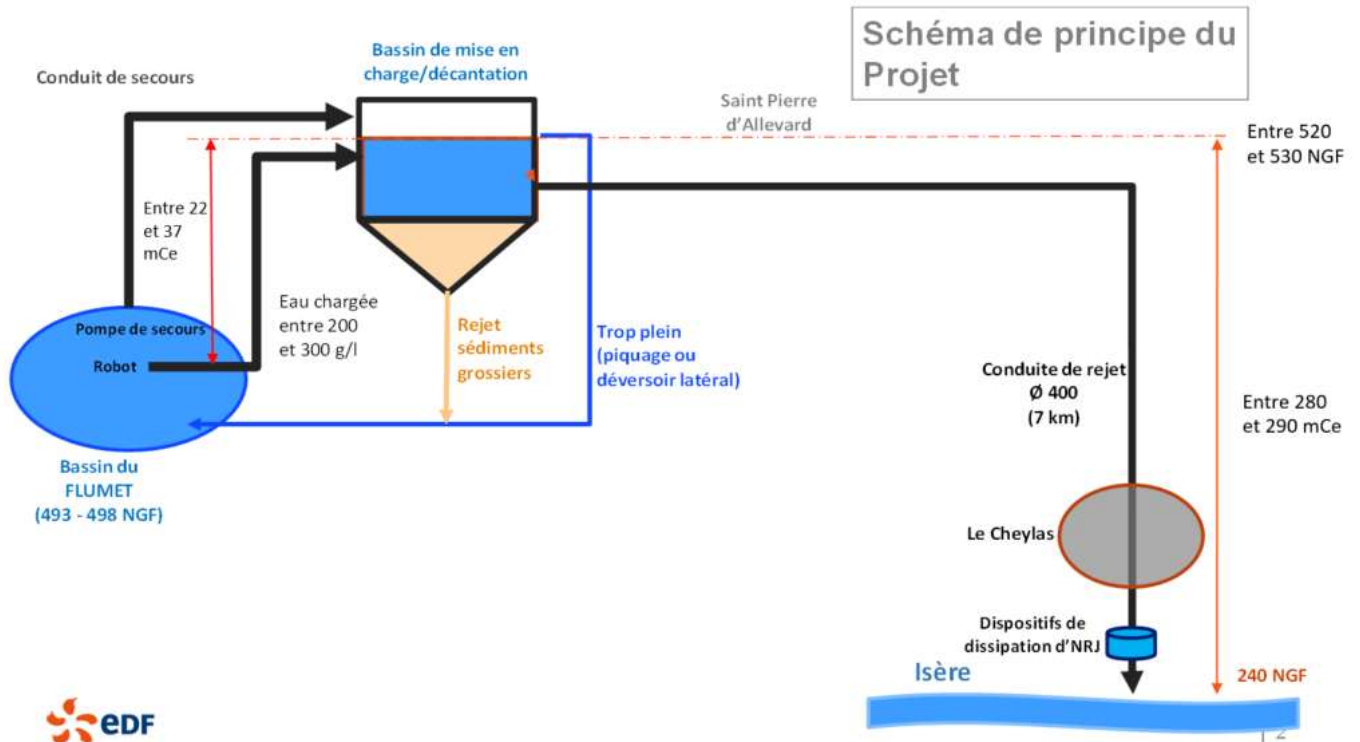 Schéma de principe du
Projet
Bassin de mise en
charge/décantation
Conduit de secours
Saint Pierre
d'Allevard
Entre 520
et 530 NGF
Entre 22
et 37
mCe
Eau chargée
entre 200
et 300 g/l
Pompe de secours
Robot
Rejet
sédiments
grossiers
Trop plein
(piquage ou
déversoir latéral)
Conduite de rejet
Ø 400
(7 km)
Entre 280
et 290 mCe
Bassin du
FLUMET
(493 - 498 NGF)
Le Cheylas
Dispositifs de
dissipation d'NRJ
Isère
240 NGF
eDF
| 2